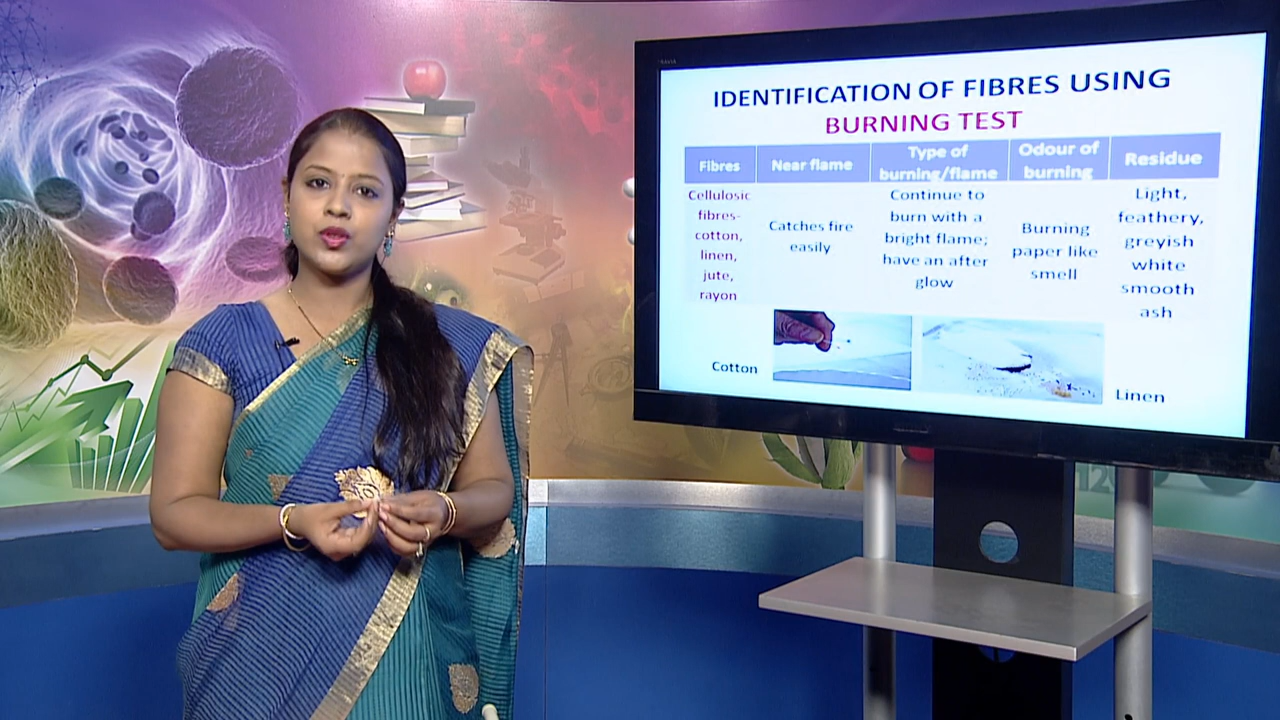 IDENTIFICATION OF FIBRES USING
BURNING TEST
Fibres
Near flame
Type of
burning/flame
Odour of
burning
Residue
Cellulosic
fibres-
cotton,
linen,
jute,
rayon
Catches fire
easily
Continue to
burn with a
bright flame;
have an after
glow
Burning
paper like
smell
Light,
feathery,
greyish
white
smooth
ash
Cotton
Linen